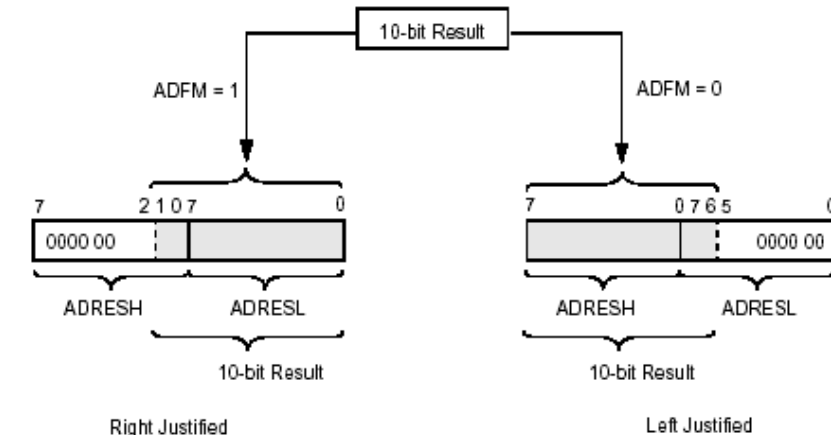 10-bit Result
ADFM = 1
ADFM = 0
7 2 1 0 7 0
7 0 7 6 5 0
0000 00
0000 00
ADRESH ADRESL
ADRESH ADRESL
10-bit Result
10-bit Result
Right Justified
Left Justified